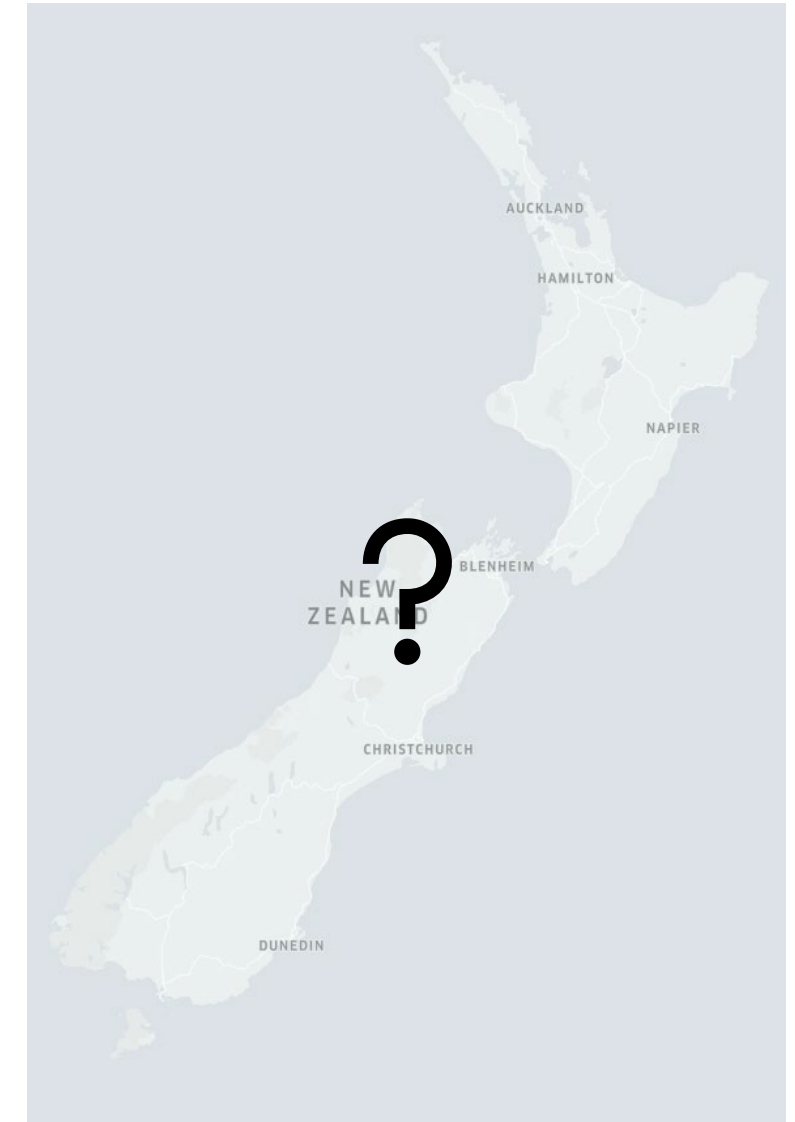 AUCKLAND
HAMILTON
NAPIER
?
BLENHEIM
NEW
ZEALAND
CHRISTCHURCH
DUNEDIN